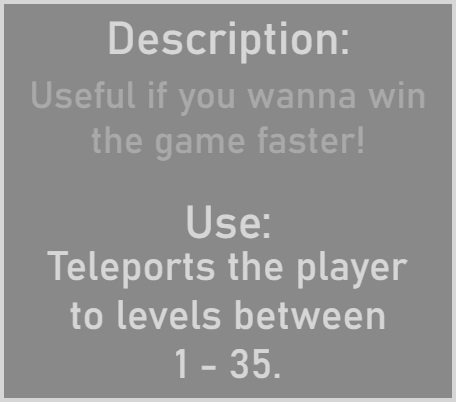 Description:
Useful if you wanna win
the game faster!
Use:
Teleports the player
to levels between
1 - 35.